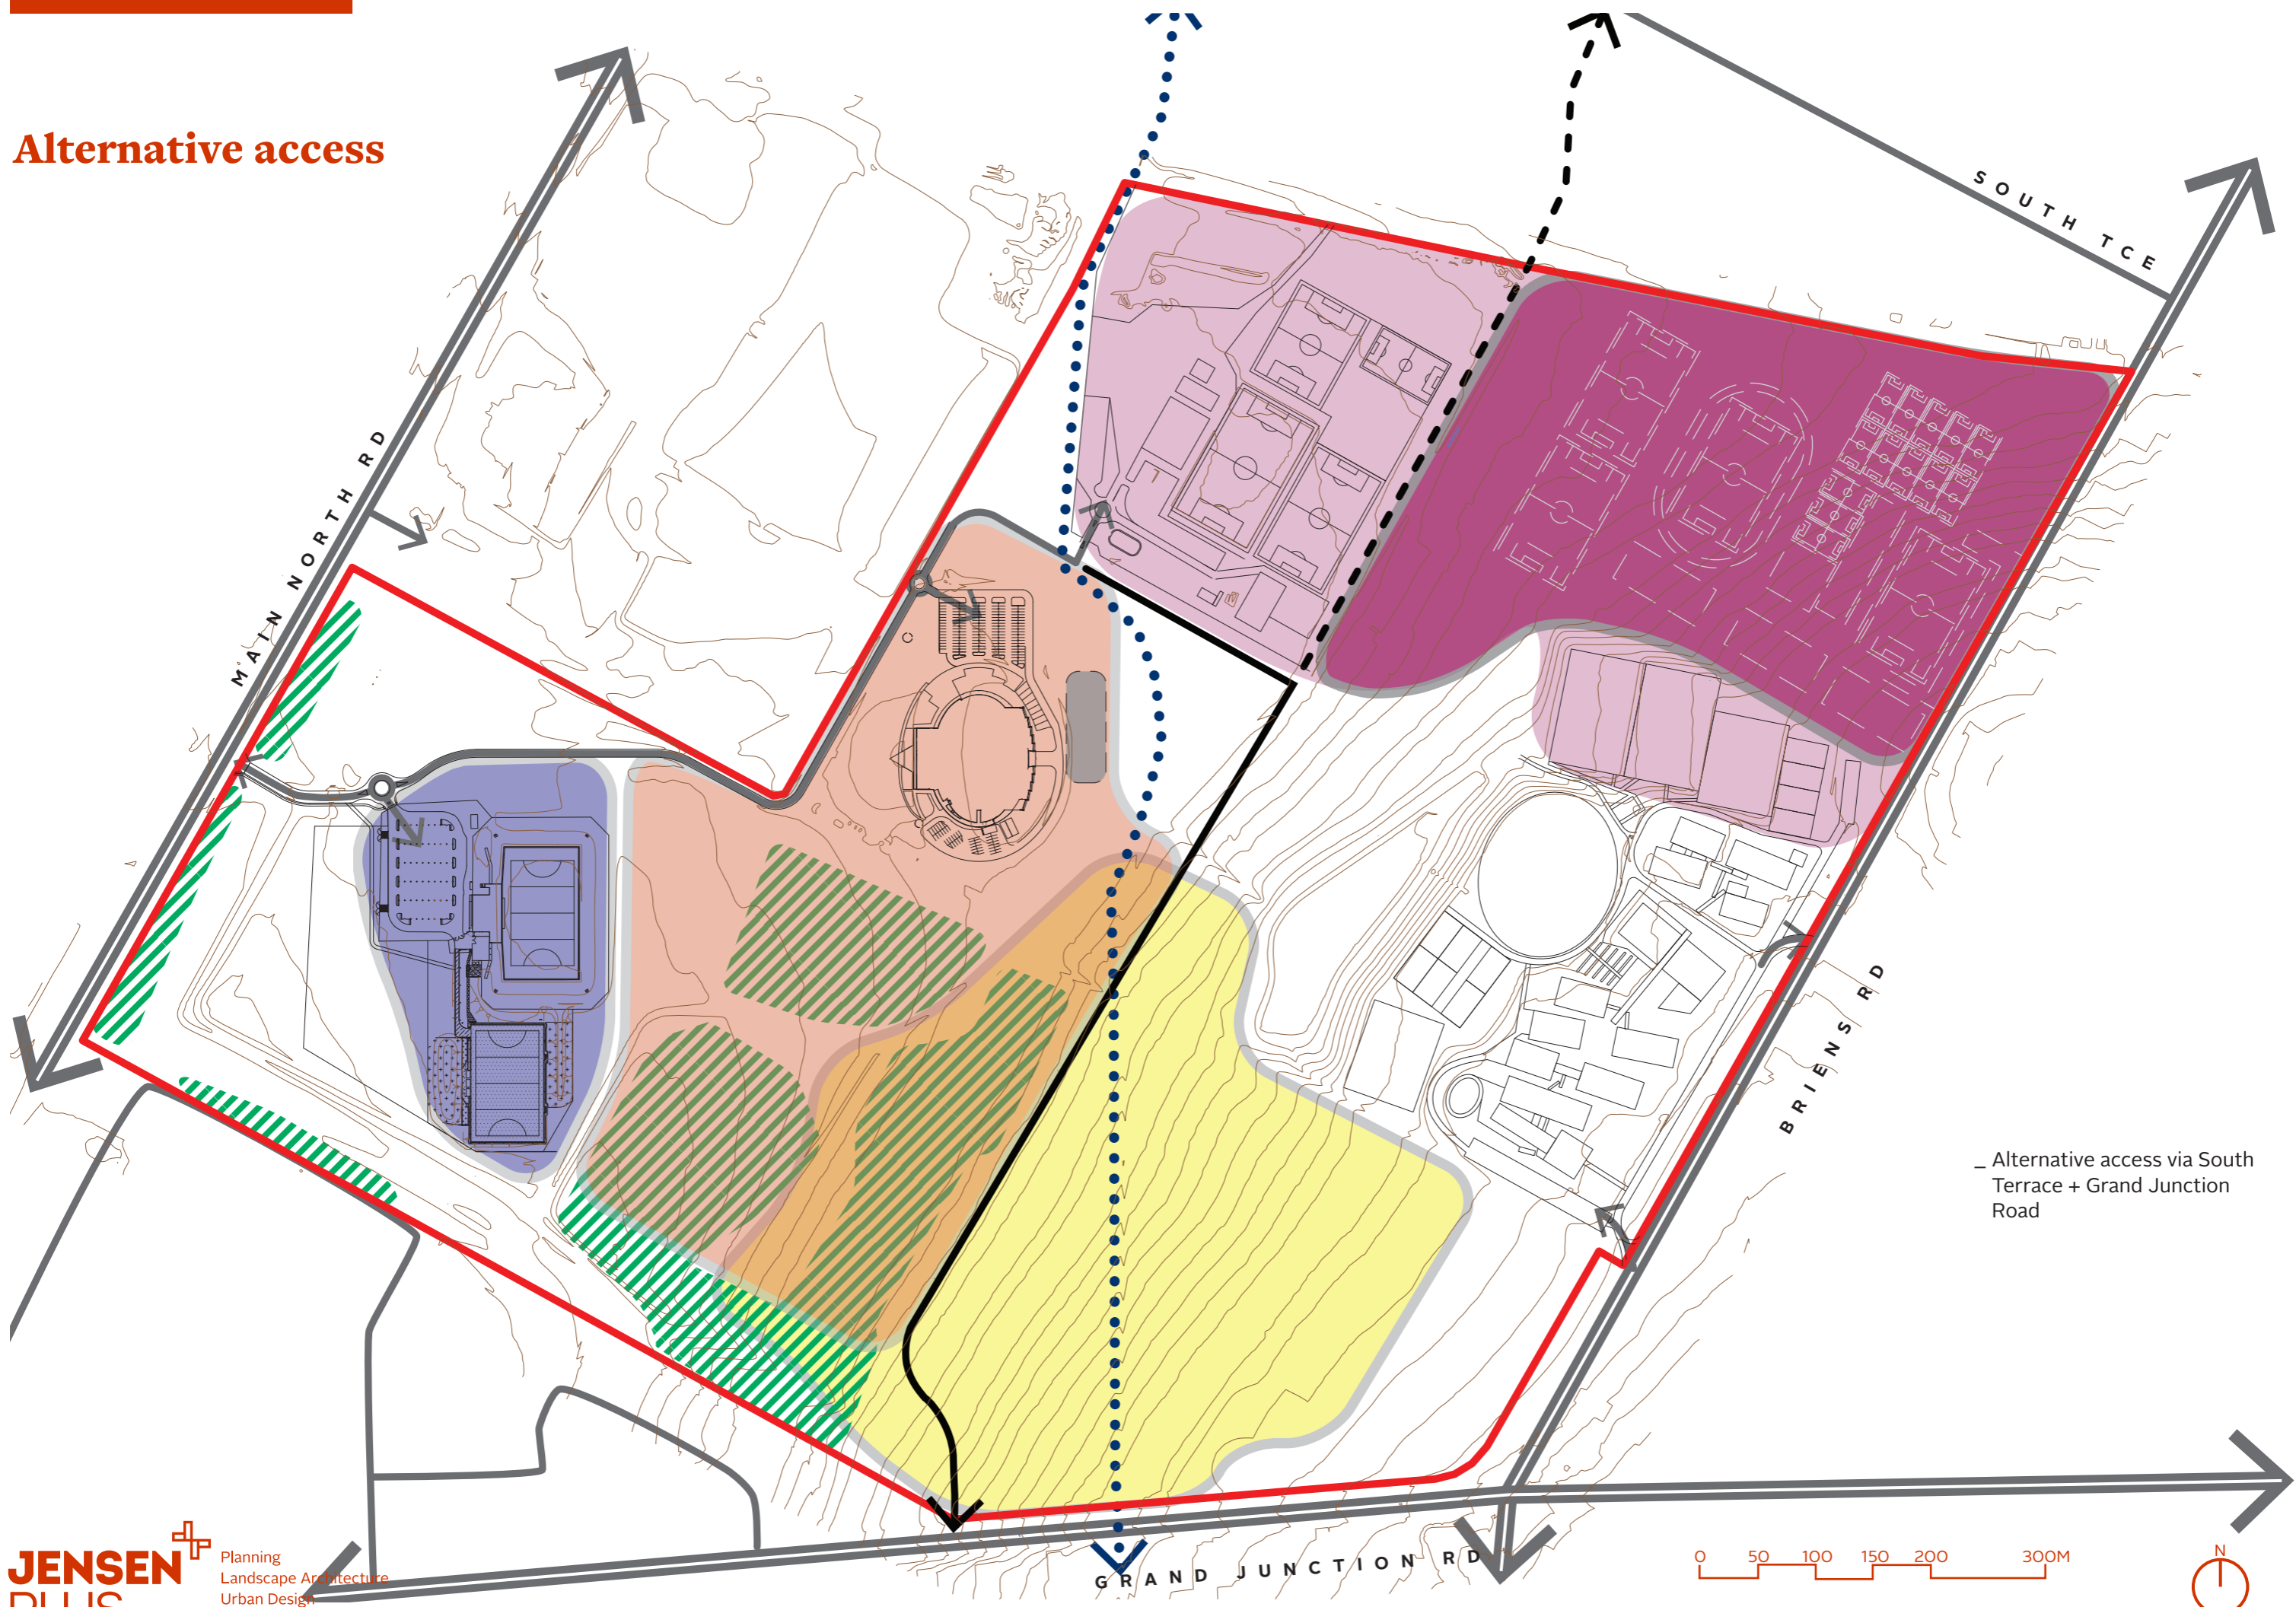 Alternative access
SOUTH TCE
MAIN NORTH RD
BRIENS RD
_ Alternative access via South
Terrace + Grand Junction
Road
GRAND JUNCTION RD
JENSEN
PLUS
Planning
Landscape Architecture
Urban Design
0 50 100 150 200 300M
N